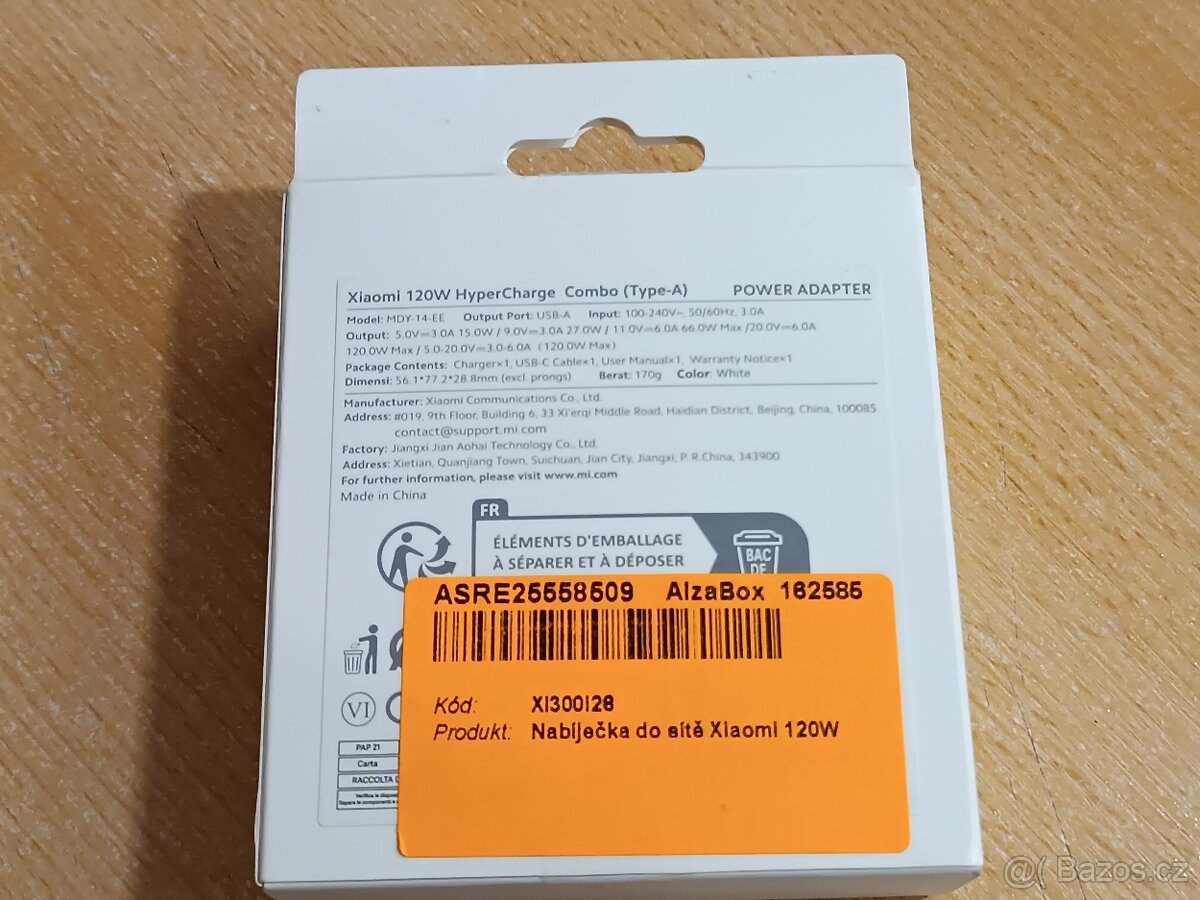 Xiaomi 120W HyperCharge Combo (Type-A) POWER ADAPTER
Model: MDY-14-EE Output Port: USB-A Input: 100-240V~, 50/60Hz, 3.0A
Output: 5.0V⎓3.0A 15.0W / 9.0V⎓3.0A 27.0W / 11.0V⎓6.0A 66.0W Max /20.0V⎓6.0A
120.0W Max / 5.0-20.0V⎓3.0-6.0A (120.0W Max)
Package Contents: Charger×1, USB-C Cable×1, User Manual×1, Warranty Notice×1
Dimensi: 56.1*77.2*28.8mm (excl. prongs) Berat: 170g Color: White
Manufacturer: Xiaomi Communications Co., Ltd.
Address: #019, 9th Floor, Building 6, 33 Xi'erqi Middle Road, Haidian District, Beijing, China, 100085
contact@support.mi.com
Factory: Jiangxi Jian Aohai Technology Co., Ltd.
Address: Xietian, Quanjiang Town, Suichuan, Jian City, Jiangxi, P.R.China, 343900
For further information, please visit www.mi.com
Made in China
FR
ÉLÉMENTS D'EMBALLAGE
À SÉPARER ET À DÉPOSER
BAC
DE
ASRE25558509 AlzaBox 162585
Kód: XI300I28
Produkt: Nabíječka do sítě Xiaomi 120W
VI
PAP 21
Carta
RACCOLTA
Verifica le
@( Bazos.cz